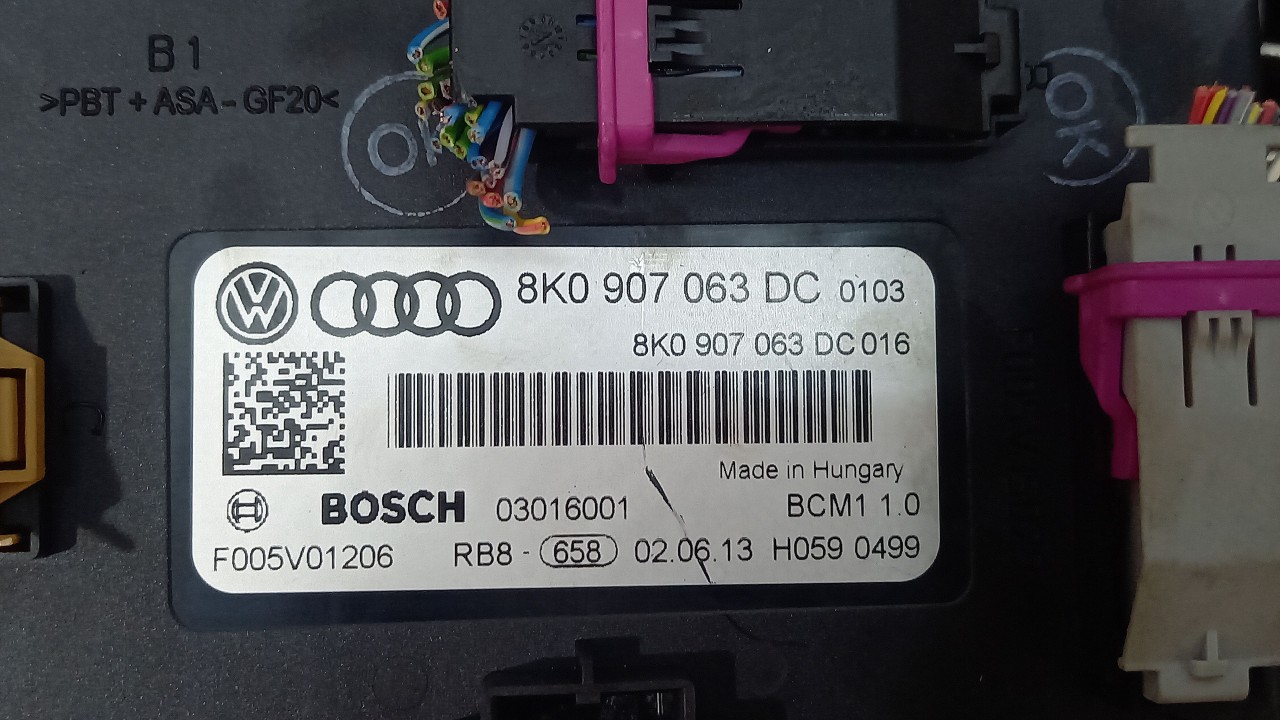 B1
>PBT + ASA - GF20<
OK
OK
8K0 907 063 DC 0103
8K0 907 063 DC 016
Made in Hungary
BOSCH 03016001 BCM1 1.0
F005V01206 RB8 - 658 02.06.13 H059 0499